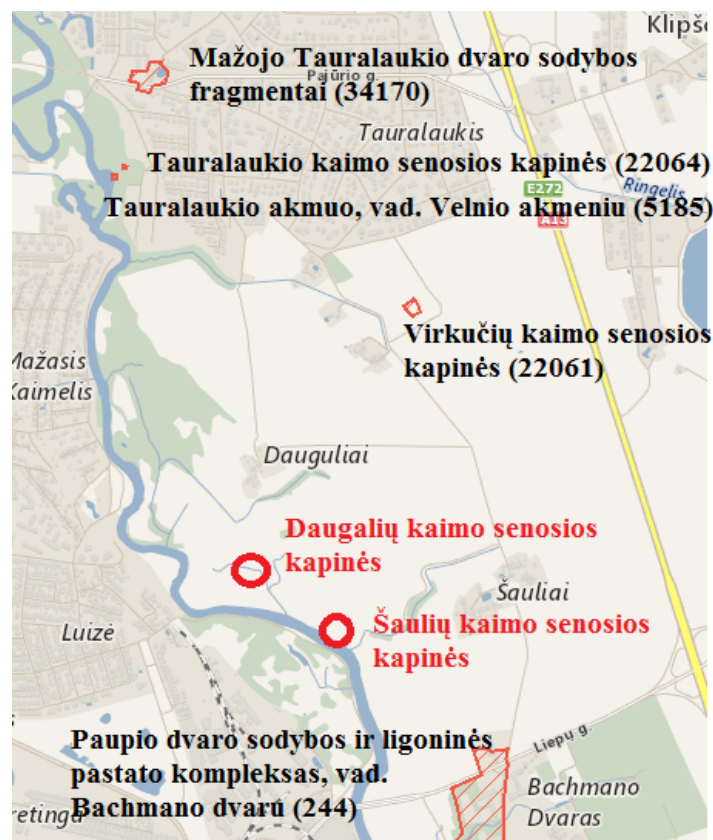 Klipšč
Mažojo Tauralaukio dvaro sodybos
Pajūrio g.
fragmentai (34170)
Tauralaukis
Tauralaukio kaimo senosios kapinės (22064)
E272
Ringelis
Tauralaukio akmuo, vad. Velnio akmeniu (5185)
A13
Virkučių kaimo senosios
kapinės (22061)
Mažasis
Kaimelis
Dauguliai
Daugalių kaimo senosios
kapinės
Šauliai
Šaulių kaimo senosios
kapinės
Luizė
Liepų g.
Paupio dvaro sodybos ir ligoninės
pastato kompleksas, vad.
Bachmano dvaru (244)
retinga
Bachmano
Dvaras